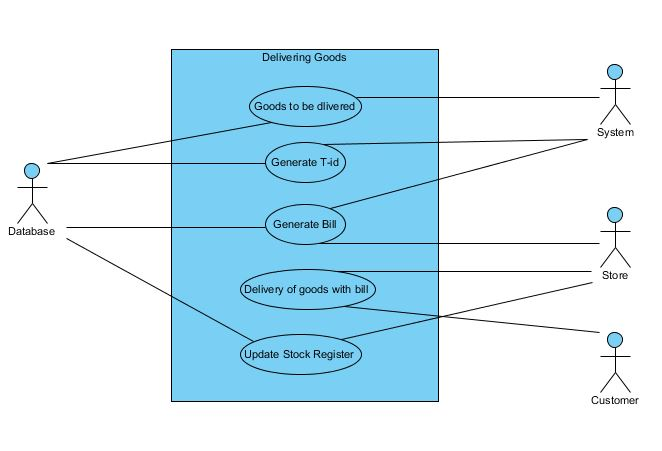 Delivering Goods
Goods to be dlivered
System
Generate T-id
Database
Generate Bill
Store
Delivery of goods with bill
Update Stock Register
Customer